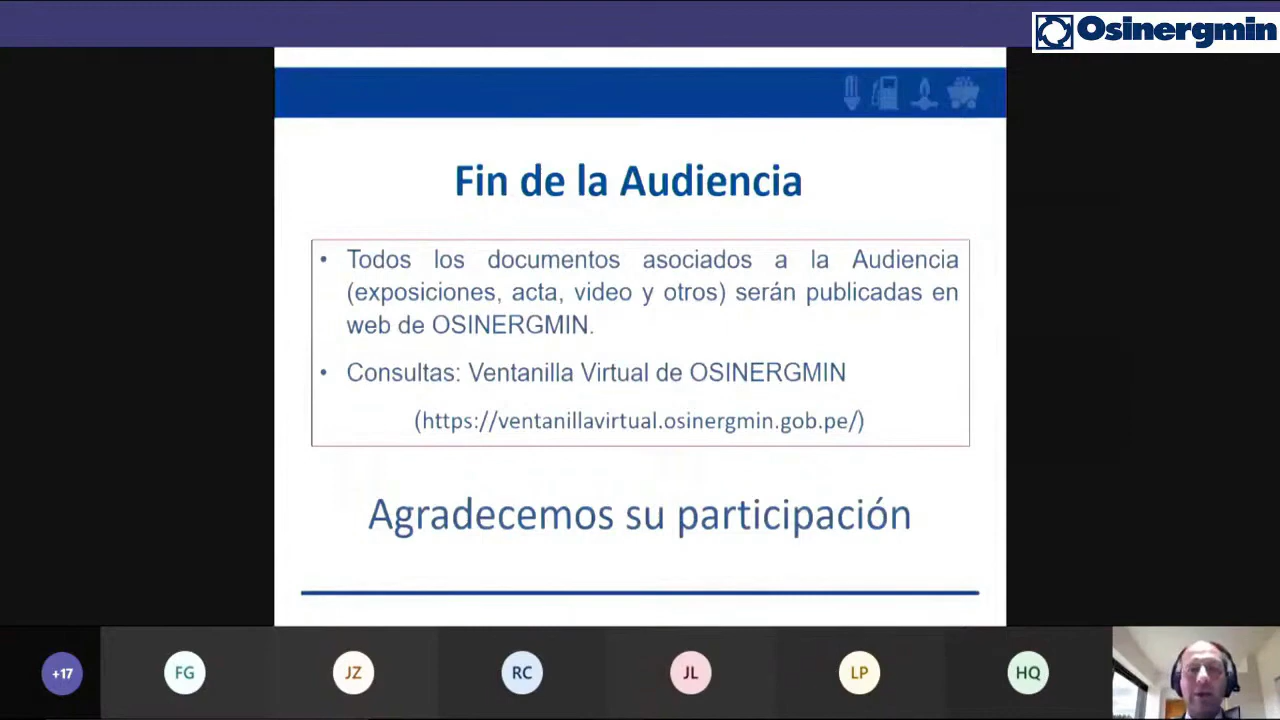 Osinergmin
Fin de la Audiencia
• Todos los documentos asociados a la Audiencia
(exposiciones, acta, video y otros) serán publicadas en
web de OSINERGMIN.
• Consultas: Ventanilla Virtual de OSINERGMIN
(https://ventanillavirtual.osinergmin.gob.pe/)
Agradecemos su participación
+17 FG JZ RC JL LP HQ